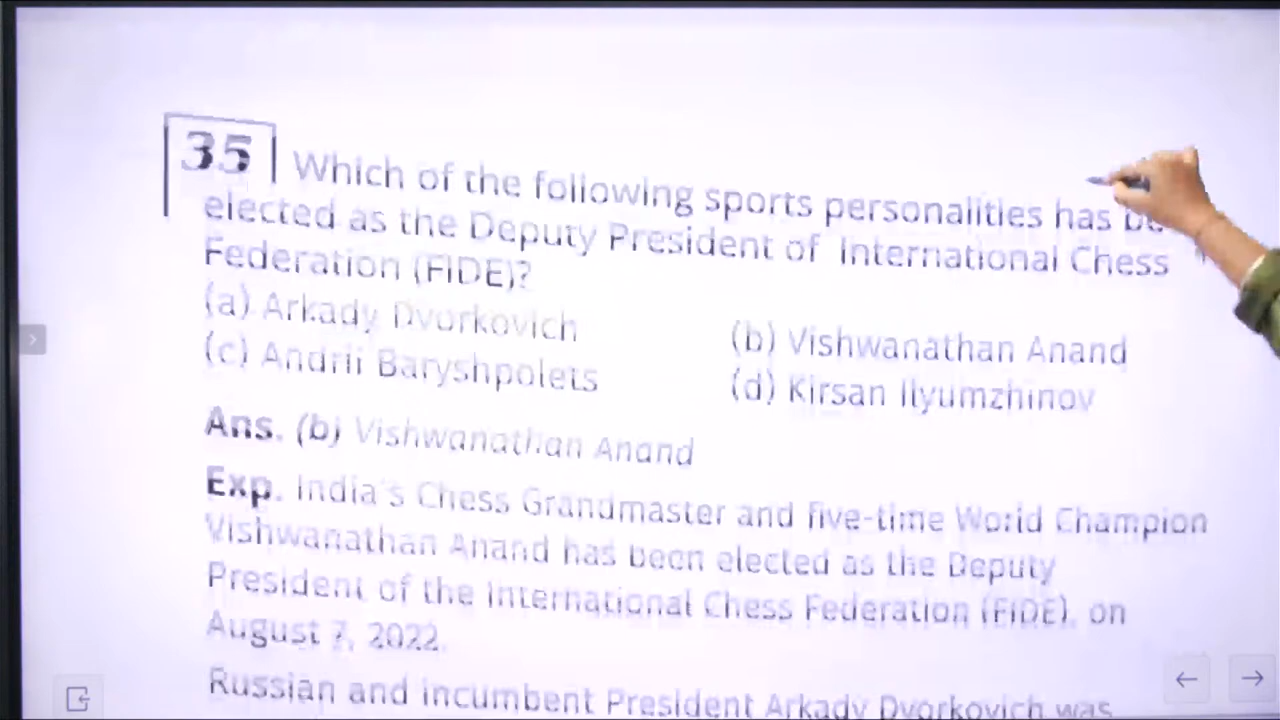 35 Which of the following sports personalities has
elected as the Deputy President of International Chess
Federation (FIDE)?
(a) Arkady Dvorkovich
(b) Vishwanathan Anand
(c) Andrii Baryshpolets
(d) Kirsan Ilyumzhinov
Ans. (b) Vishwanathan Anand
Exp. India's Chess Grandmaster and five-time World Champion
Vishwanathan Anand has been elected as the Deputy
President of the International Chess Federation (FIDE), on
August 7, 2022.
Russian and incumbent President Arkady Dvorkovich was